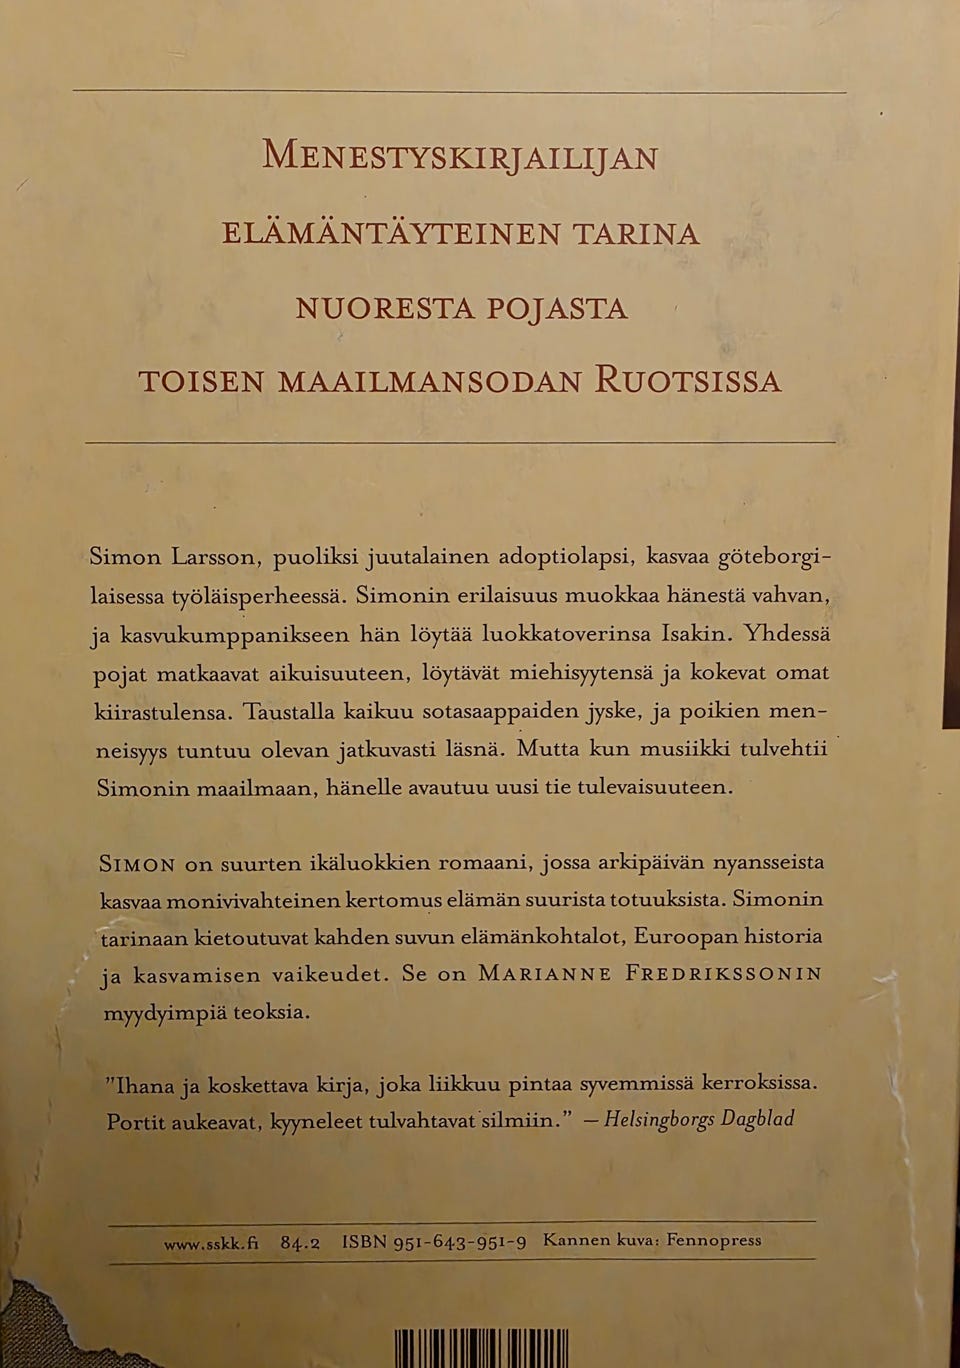 Menestyskirjailijan
elämäntäyteinen tarina
nuoresta pojasta
toisen maailmansodan Ruotsissa
Simon Larsson, puoliksi juutalainen adoptiolapsi, kasvaa göteborgi-
laisessa työläisperheessä. Simonin erilaisuus muokkaa hänestä vahvan,
ja kasvukumppanikseen hän löytää luokkatoverinsa Isakin. Yhdessä
pojat matkaavat aikuisuuteen, löytävät miehisyytensä ja kokevat omat
kiirastulensa. Taustalla kaikuu sotasaappaiden jyske, ja poikien men-
neisyys tuntuu olevan jatkuvasti läsnä. Mutta kun musiikki tulvehtii
Simonin maailmaan, hänelle avautuu uusi tie tulevaisuuteen.
Simon on suurten ikäluokkien romaani, jossa arkipäivän nyansseista
kasvaa monivivahteinen kertomus elämän suurista totuuksista. Simonin
tarinaan kietoutuvat kahden suvun elämänkohtalot, Euroopan historia
ja kasvamisen vaikeudet. Se on Marianne Fredrikssonin
myydyimpiä teoksia.
”Ihana ja koskettava kirja, joka liikkuu pintaa syvemmissä kerroksissa.
Portit aukeavat, kyyneleet tulvahtavat silmiin.” – Helsingborgs Dagblad
www.sskk.fi 84.2 ISBN 951-643-951-9 Kannen kuva: Fennopress